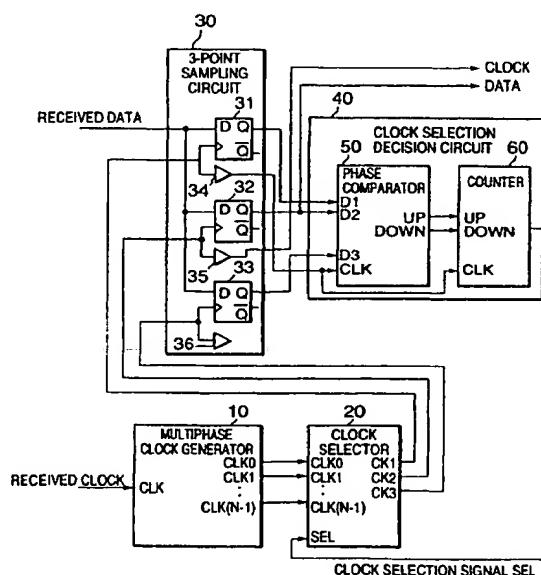 30
3-POINT
SAMPLING
CIRCUIT
CLOCK
DATA
RECEIVED DATA
31
D Q
Q
34
32
D Q
Q
35
33
D Q
Q
36
40
CLOCK SELECTION
DECISION CIRCUIT
50
PHASE
COMPARATOR
D1
D2
D3
CLK
UP
DOWN
60
COUNTER
UP
DOWN
CLK
10
MULTIPHASE
CLOCK GENERATOR
RECEIVED CLOCK
CLK
CLK0
CLK1
⋮
CLK(N-1)
20
CLOCK
SELECTOR
CLK0
CLK1
⋮
CLK(N-1)
SEL
CK1
CK2
CK3
CLOCK SELECTION SIGNAL SEL